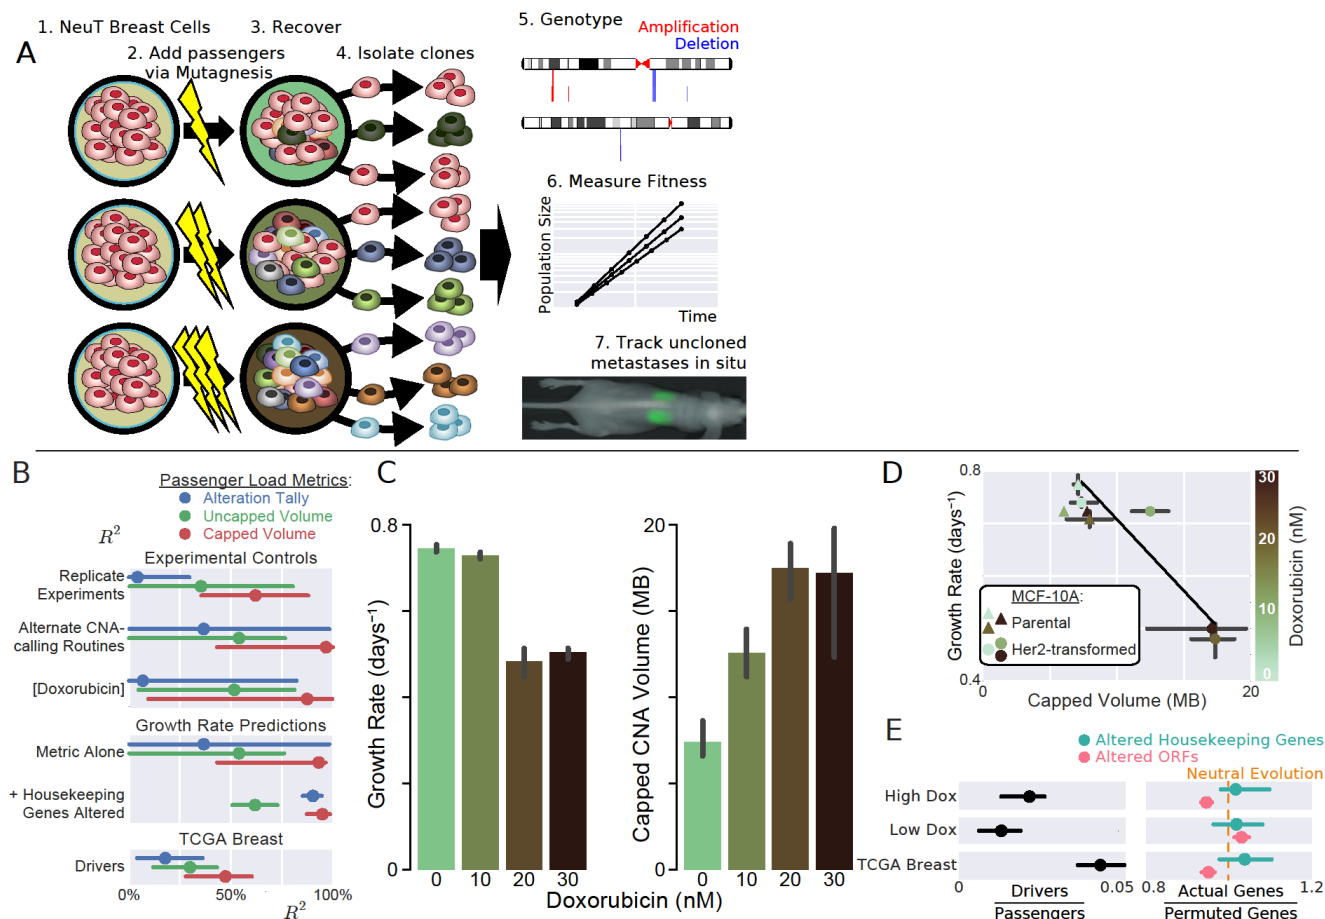 1. NeuT Breast Cells
2. Add passengers
via Mutagnesis
3. Recover
4. Isolate clones
5. Genotype
Amplification
Deletion
A
6. Measure Fitness
Population Size
Time
7. Track uncloned
metastases in situ
B
Passenger Load Metrics:
Alteration Tally
Uncapped Volume
Capped Volume
R²
Experimental Controls
Replicate
Experiments
Alternate CNA-
calling Routines
[Doxorubicin]
Growth Rate Predictions
Metric Alone
+ Housekeeping
Genes Altered
TCGA Breast
Drivers
0% 50% 100%
R²
C
Growth Rate (days⁻¹)
0.8
0
0 10 20 30
Capped CNA Volume (MB)
20
0
0 10 20 30
Doxorubicin (nM)
D
Growth Rate (days⁻¹)
0.8
0.4
MCF-10A:
Parental
Her2-transformed
0 20
Capped Volume (MB)
30
20
10
0
Doxorubicin (nM)
E
Altered Housekeeping Genes
Altered ORFs
Neutral Evolution
High Dox
Low Dox
TCGA Breast
0 0.05
Drivers
Passengers
0.8 1.2
Actual Genes
Permuted Genes